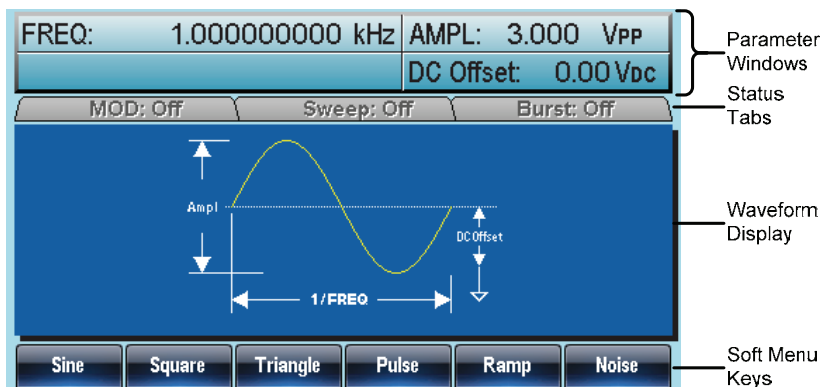 FREQ: 1.000000000 kHz AMPL: 3.000 VPP
DC Offset: 0.00 VDC
MOD: Off Sweep: Off Burst: Off
Ampl
DC Offset
1/FREQ
Sine Square Triangle Pulse Ramp Noise
Parameter
Windows
Status
Tabs
Waveform
Display
Soft Menu
Keys